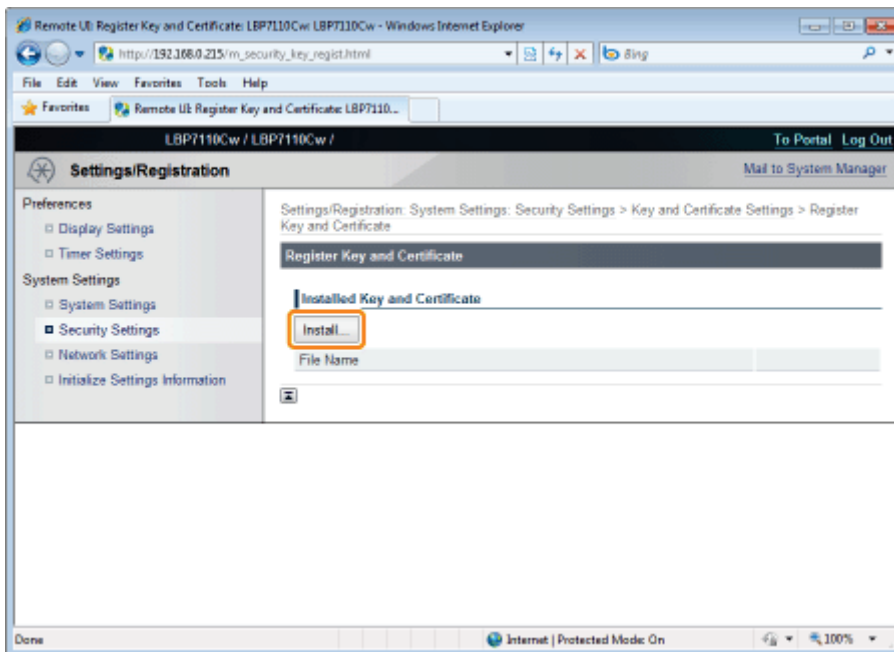 Remote UI: Register Key and Certificate: LBP7110Cw: LBP7110Cw - Windows Internet Explorer
http://192.168.0.215/m_security_key_regist.html
Bing
File Edit View Favorites Tools Help
Favorites
Remote UI: Register Key and Certificate: LBP7110...
LBP7110Cw / LBP7110Cw /
To Portal Log Out
Settings/Registration
Mail to System Manager
Preferences
Display Settings
Timer Settings
System Settings
System Settings
Security Settings
Network Settings
Initialize Settings Information
Settings/Registration: System Settings: Security Settings > Key and Certificate Settings > Register
Key and Certificate
Register Key and Certificate
Installed Key and Certificate
Install...
File Name
Done
Internet | Protected Mode: On
100%